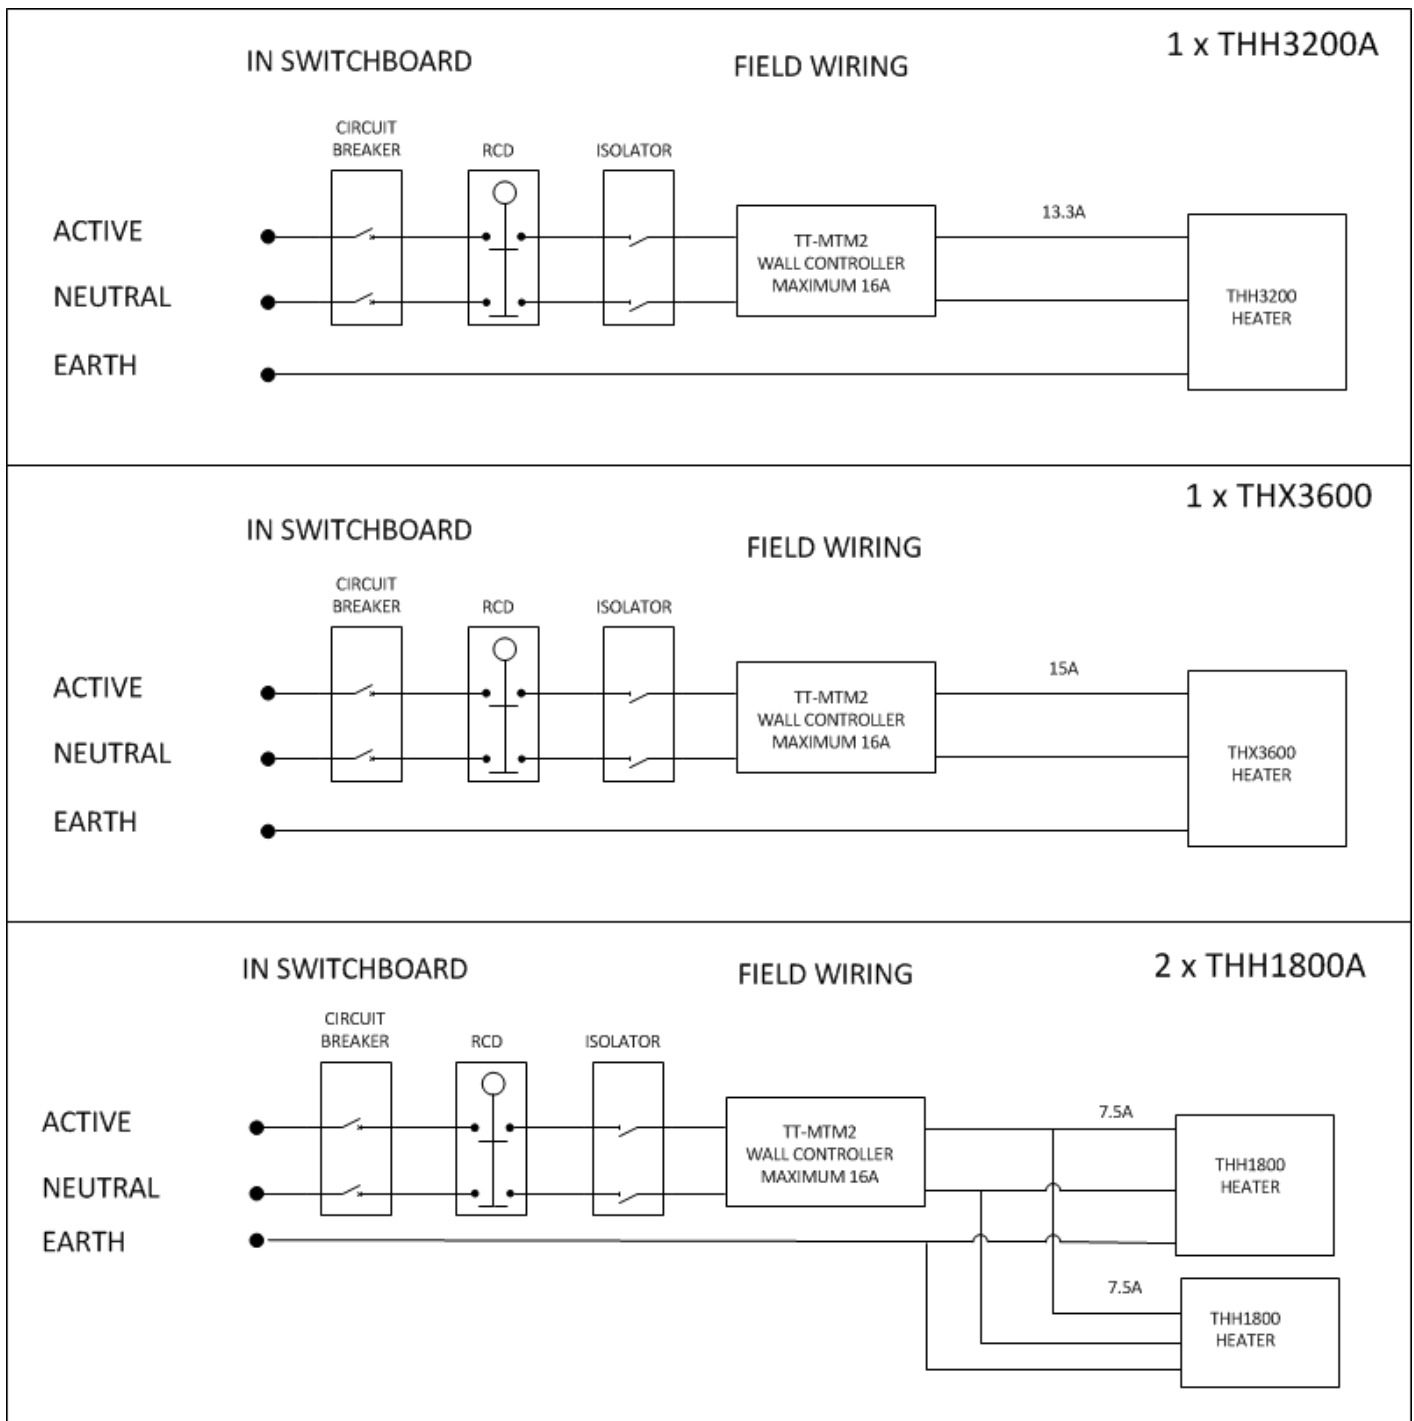 1 x THH3200A
IN SWITCHBOARD
FIELD WIRING
CIRCUIT
BREAKER
RCD
ISOLATOR
ACTIVE
NEUTRAL
EARTH
TT-MTM2
WALL CONTROLLER
MAXIMUM 16A
13.3A
THH3200
HEATER
1 x THX3600
IN SWITCHBOARD
FIELD WIRING
CIRCUIT
BREAKER
RCD
ISOLATOR
ACTIVE
NEUTRAL
EARTH
TT-MTM2
WALL CONTROLLER
MAXIMUM 16A
15A
THX3600
HEATER
2 x THH1800A
IN SWITCHBOARD
FIELD WIRING
CIRCUIT
BREAKER
RCD
ISOLATOR
ACTIVE
NEUTRAL
EARTH
TT-MTM2
WALL CONTROLLER
MAXIMUM 16A
7.5A
THH1800
HEATER
7.5A
THH1800
HEATER